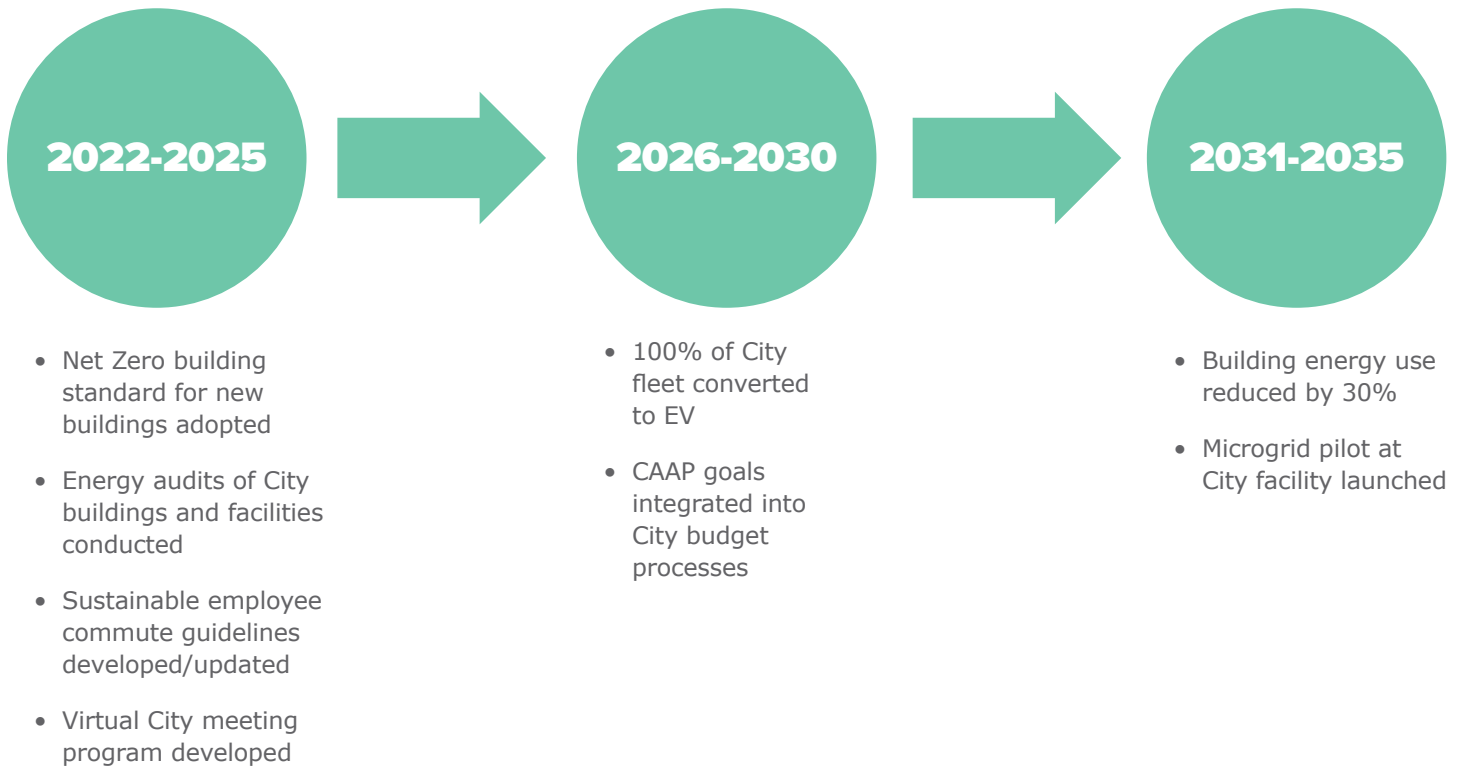 2022-2025
2026-2030
2031-2035
• Net Zero building
standard for new
buildings adopted
• Energy audits of City
buildings and facilities
conducted
• Sustainable employee
commute guidelines
developed/updated
• Virtual City meeting
program developed
• 100% of City
fleet converted
to EV
• CAAP goals
integrated into
City budget
processes
• Building energy use
reduced by 30%
• Microgrid pilot at
City facility launched